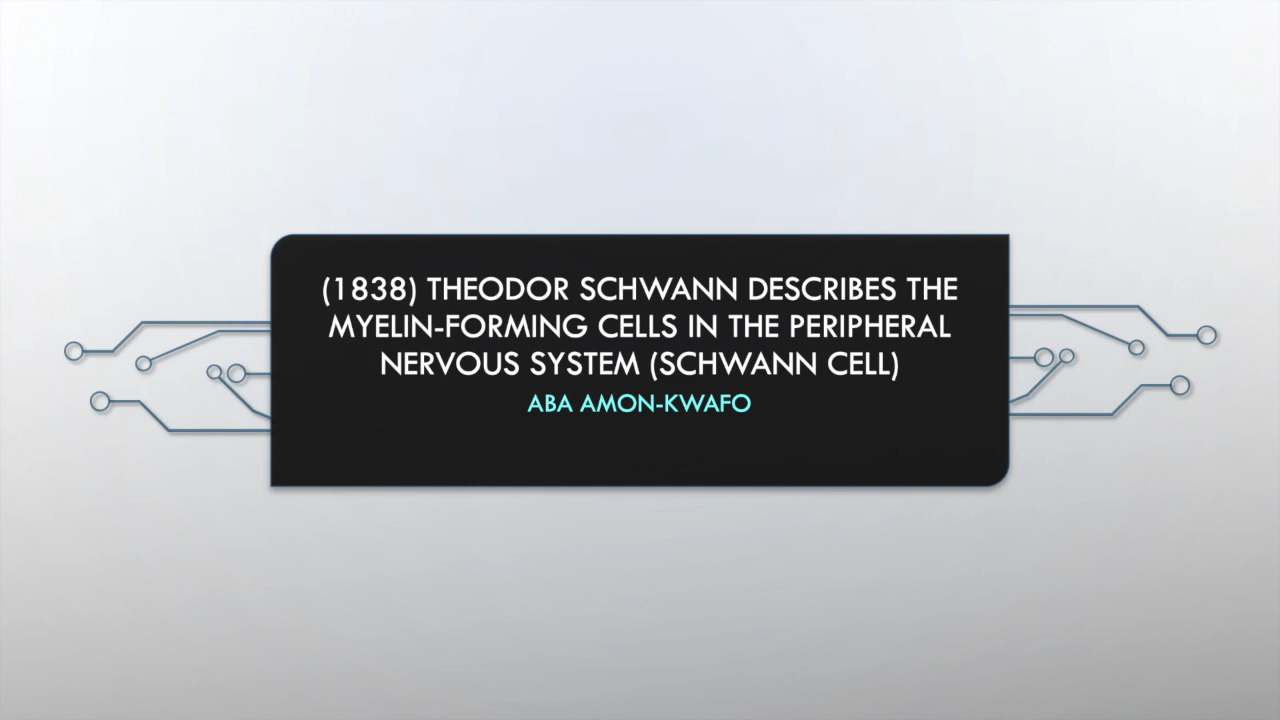 (1838) THEODOR SCHWANN DESCRIBES THE
MYELIN-FORMING CELLS IN THE PERIPHERAL
NERVOUS SYSTEM (SCHWANN CELL)
ABA AMON-KWAFO